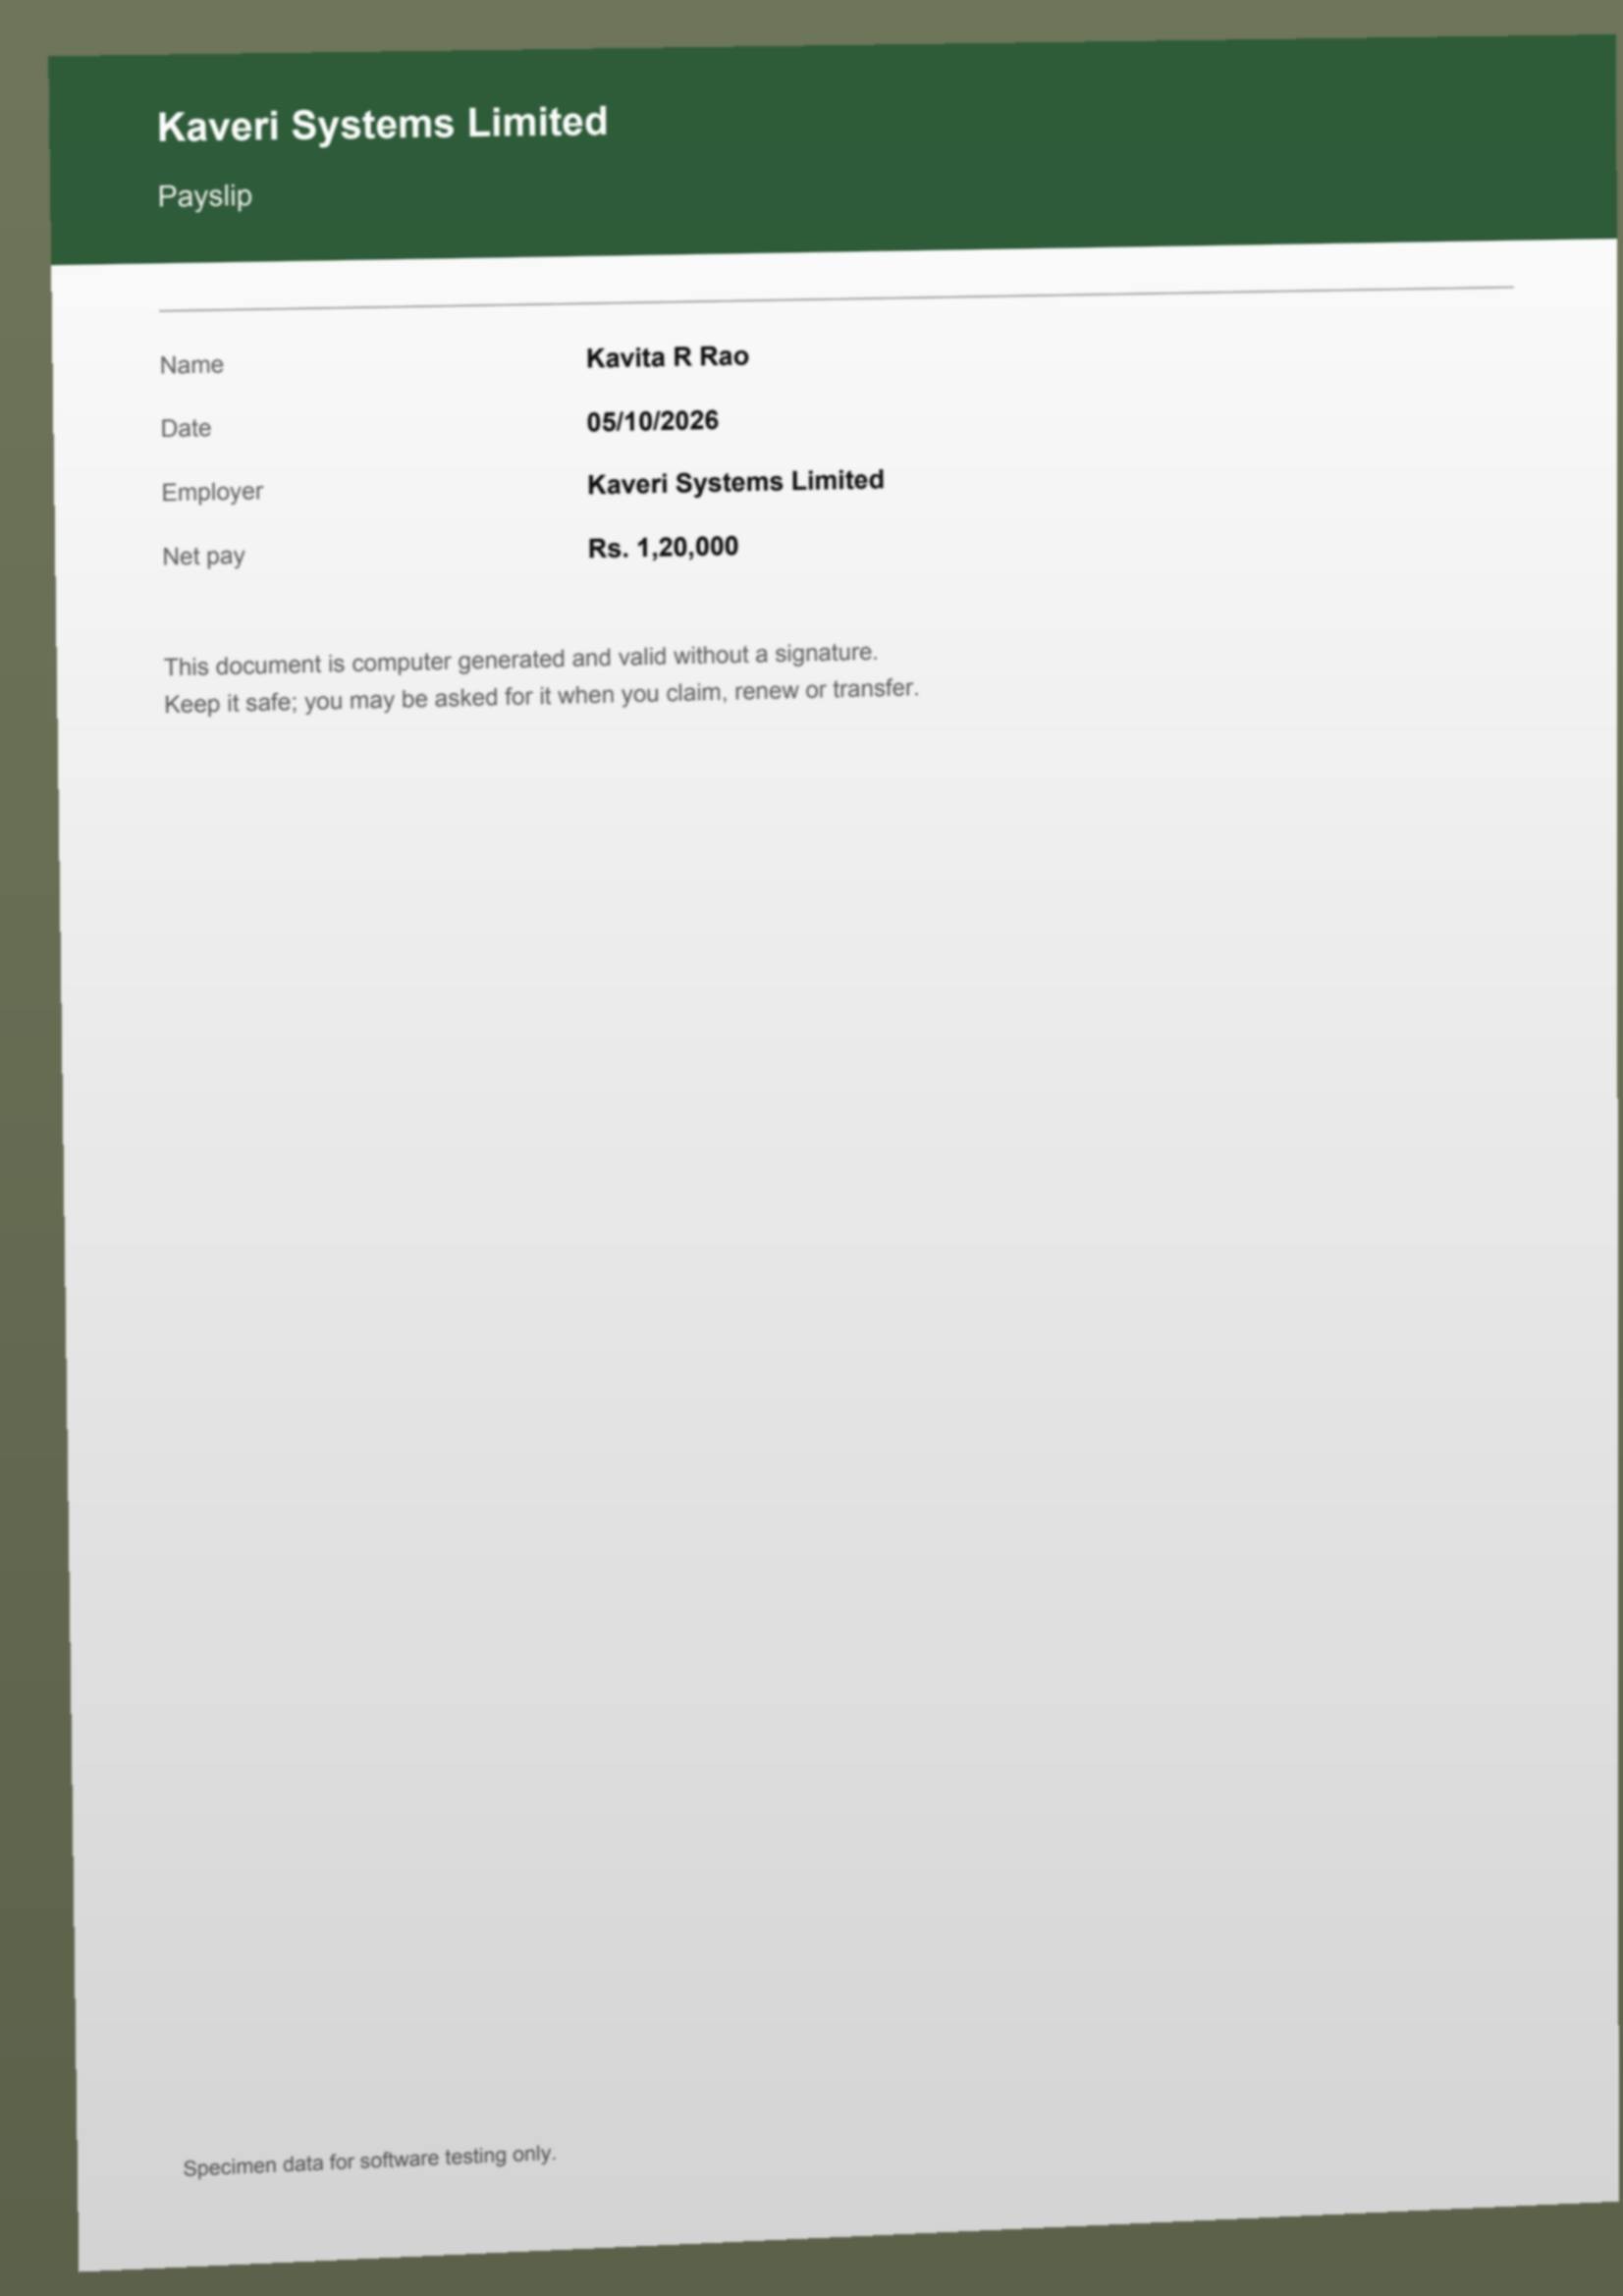 Kaveri Systems Limited
Payslip
Name Kavita R Rao
Date 05/10/2026
Employer Kaveri Systems Limited
Net pay Rs. 1,20,000
This document is computer generated and valid without a signature.
Keep it safe; you may be asked for it when you claim, renew or transfer.
Specimen data for software testing only.